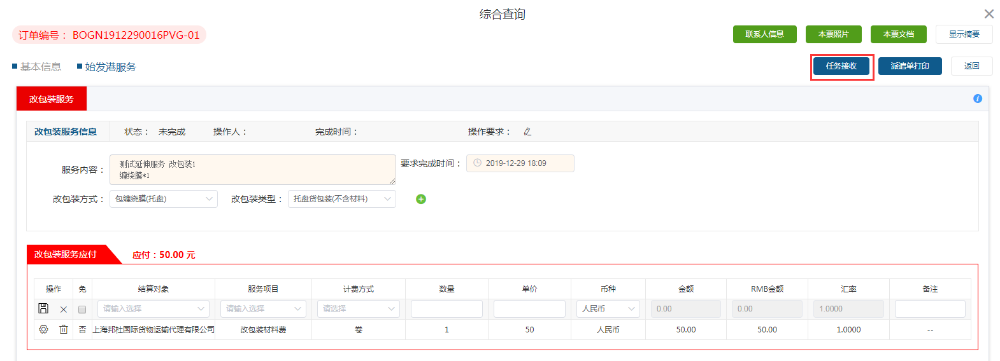 综合查询
订单编号： BOGN1912290016PVG-01
联系人信息 本票照片 本票文档 显示摘要
基本信息 始发港服务
任务接收 派遣单打印 返回
改包装服务
改包装服务信息 状态： 未完成 操作人： 完成时间： 操作要求：
服务内容： 测试延伸服务 改包装1
缠绕膜*1
要求完成时间： 2019-12-29 18:09
改包装方式： 包缠绕膜(托盘) 改包装类型： 托盘货包装(不含材料)
改包装服务应付 应付：50.00 元
操作 免 结算对象 服务项目 计费方式 数量 单价 币种 金额 RMB金额 汇率 备注
请输入选择 请输入选择 请选择 人民币 0.00 0.00 1.0000
否 上海邦杜国际货物运输代理有限公司 改包装材料费 卷 1 50 人民币 50.00 50.00 1.0000 --